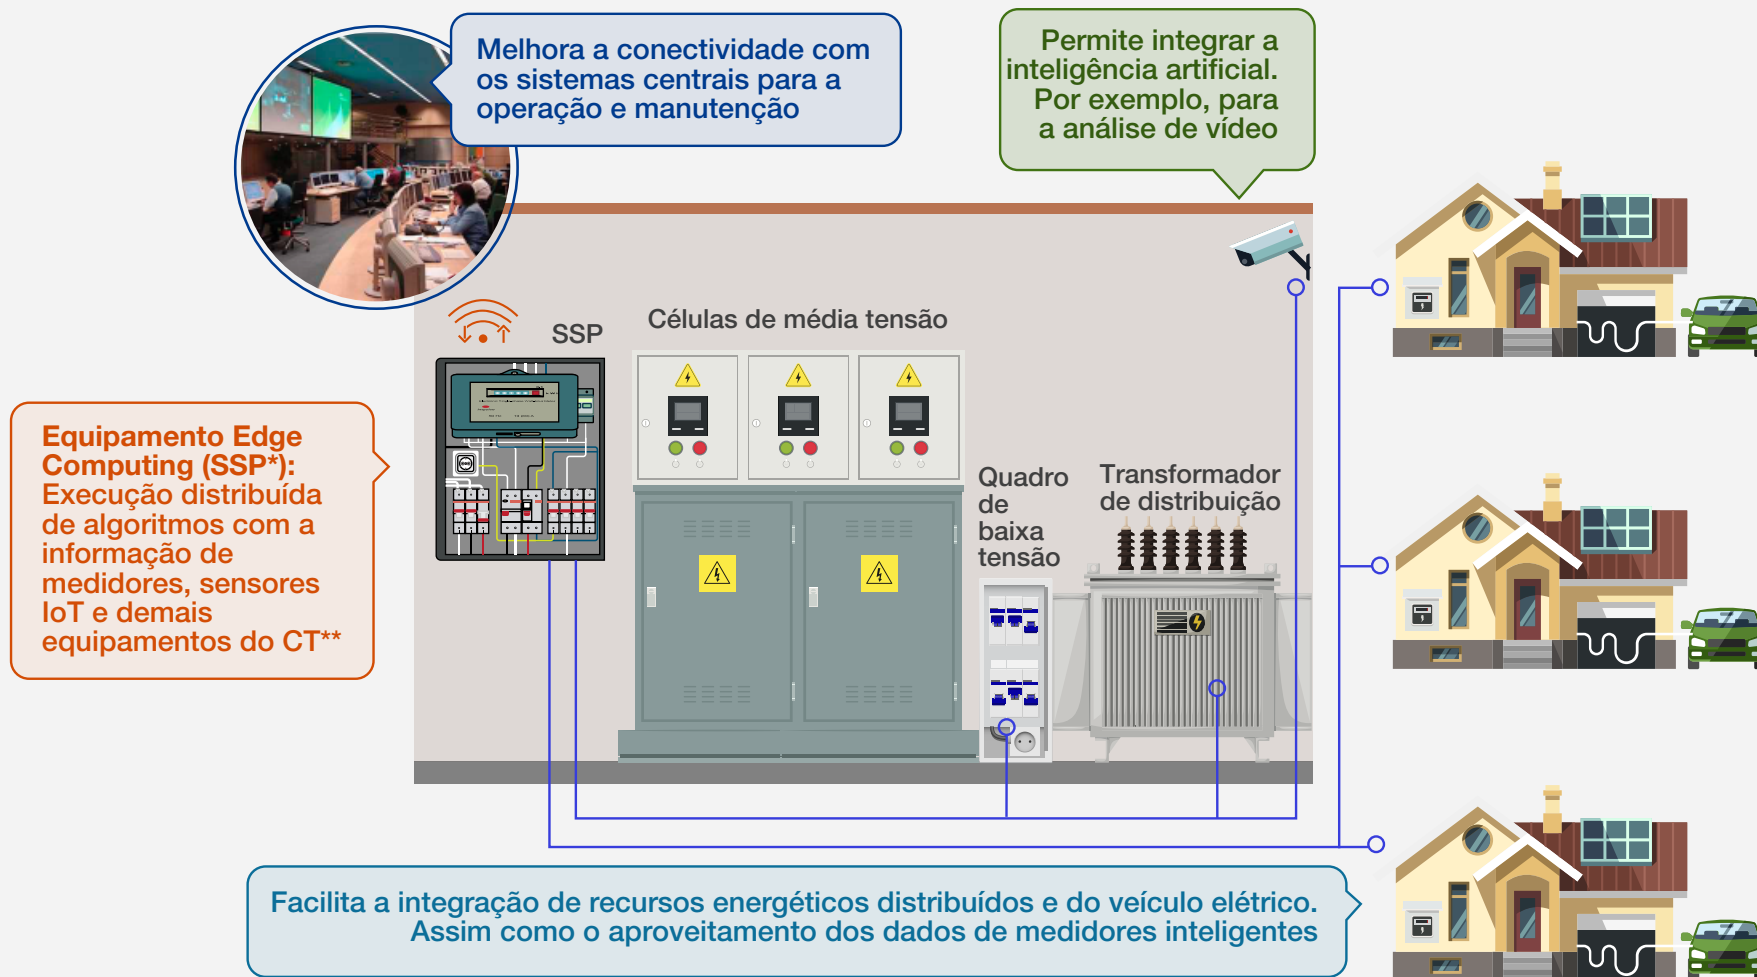 Melhora a conectividade com
os sistemas centrais para a
operação e manutenção
Permite integrar a
inteligência artificial.
Por exemplo, para
a análise de vídeo
SSP
Células de média tensão
Equipamento Edge
Computing (SSP*):
Execução distribuída
de algoritmos com a
informação de
medidores, sensores
IoT e demais
equipamentos do CT**
Quadro
de
baixa
tensão
Transformador
de distribuição
Facilita a integração de recursos energéticos distribuídos e do veículo elétrico.
Assim como o aproveitamento dos dados de medidores inteligentes